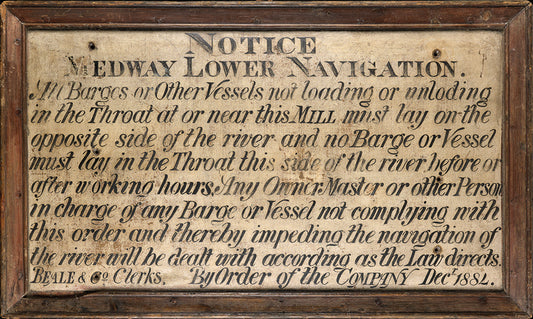 NOTICE
MEDWAY LOWER NAVIGATION.
All Barges or Other Vessels not loading or unloding
in the Throat at or near this MILL must lay on the
opposite side of the river and no Barge or Vessel
must lay in the Throat this side of the river before or
after working hours, Any Owner Master or other Person
in charge of any Barge or Vessel not complying with
this order and thereby impeding the navigation of
the river will be dealt with according as the Law directs.
BEALE & Co. Clerks. By Order of the COMPANY Decr. 1882.